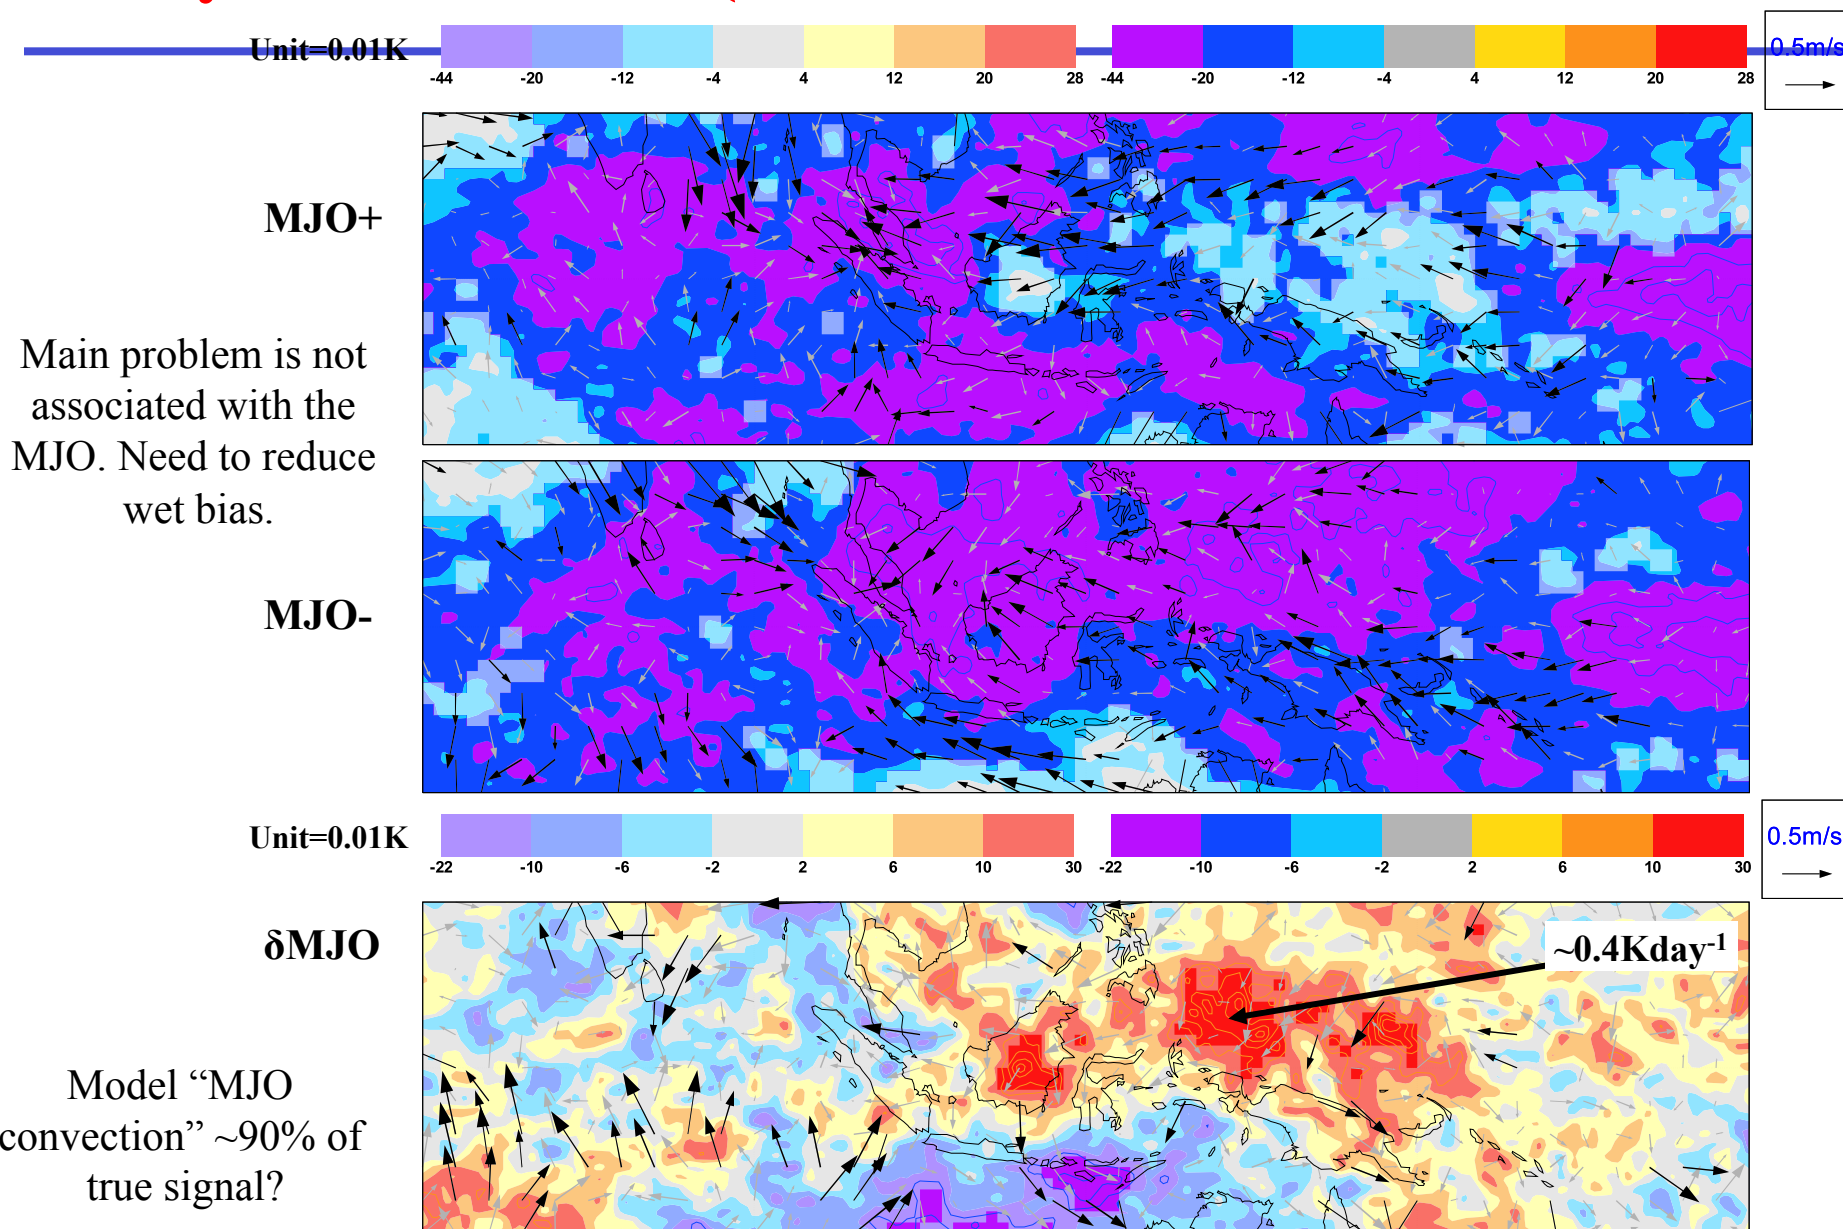 Unit=0.01K
-44 -20 -12 -4 4 12 20 28
-44 -20 -12 -4 4 12 20 28
0.5m/s
MJO+
Main problem is not
associated with the
MJO. Need to reduce
wet bias.
MJO-
Unit=0.01K
-22 -10 -6 -2 2 6 10 30
-22 -10 -6 -2 2 6 10 30
0.5m/s
δMJO
~0.4Kday⁻¹
Model “MJO
convection” ~90% of
true signal?